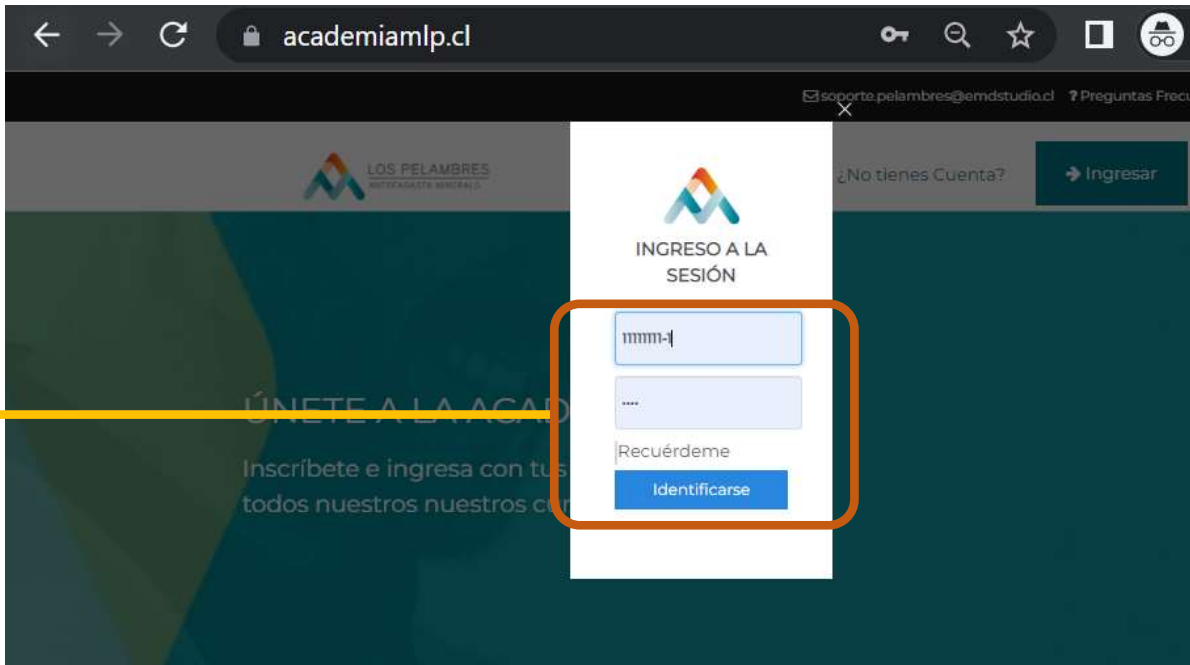 academiamlp.cl
soporte.pelambres@emdstudio.cl ? Preguntas Frecu
LOS PELAMBRES
ANTOFAGASTA MINERALS
¿No tienes Cuenta?
Ingresar
INGRESO A LA
SESIÓN
11111111-1
....
Recuérdeme
Identificarse
ÚNETE A LA ACAD
Inscríbete e ingresa con tus
todos nuestros nuestros cur